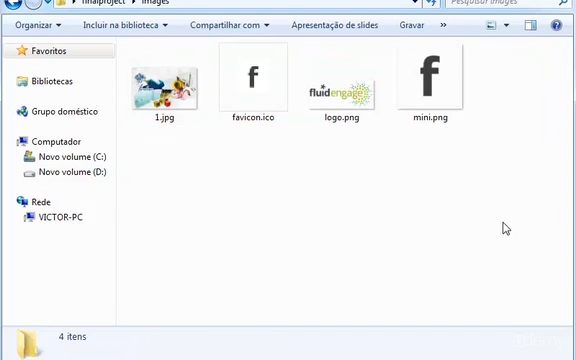 finalproject ▸ images
Pesquisar images
Organizar Incluir na biblioteca Compartilhar com Apresentação de slides Gravar »
Favoritos
Bibliotecas
Grupo doméstico
Computador
Novo volume (C:)
Novo volume (D:)
Rede
VICTOR-PC
f
fluidengage
f
1.jpg favicon.ico logo.png mini.png
4 itens